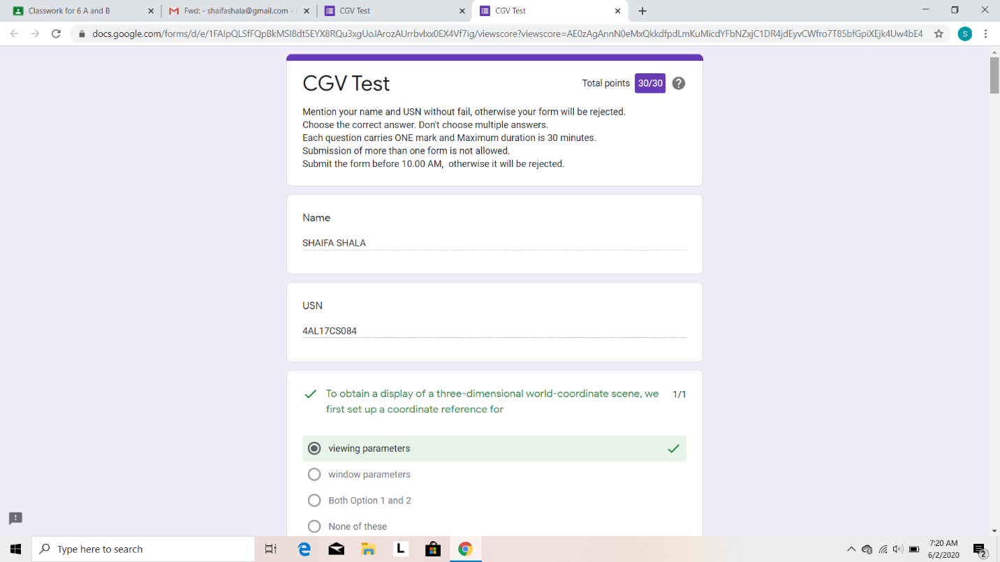 Classwork for 6 A and B
Fwd: - shaifashala@gmail.com -
CGV Test
CGV Test
docs.google.com/forms/d/e/1FAIpQLSfFQpBkMSI8dt5EYX8RQu3xgUoJArozAUrrbvlxx0EX4Vf7ig/viewscore?viewscore=AE0zAgAnnN0eMxQkkdfpdLmKuMicdYFbNZxjC1DR4jdEyvCWfro7T85bfGpiXEjk4Uw4bE4
S
CGV Test
Total points 30/30
Mention your name and USN without fail, otherwise your form will be rejected.
Choose the correct answer. Don't choose multiple answers.
Each question carries ONE mark and Maximum duration is 30 minutes.
Submission of more than one form is not allowed.
Submit the form before 10.00 AM,  otherwise it will be rejected.
Name
SHAIFA SHALA
USN
4AL17CS084
To obtain a display of a three-dimensional world-coordinate scene, we 1/1
first set up a coordinate reference for
viewing parameters
window parameters
Both Option 1 and 2
None of these
Type here to search
L
7:20 AM
6/2/2020
2